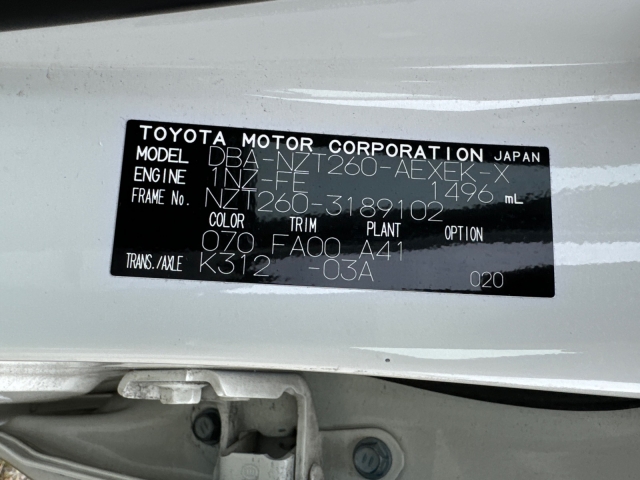 TOYOTA MOTOR CORPORATION JAPAN
MODEL DBA-NZT260-AEXEK-X
ENGINE 1NZ-FE 1496 mL
FRAME No. NZT260-3189102
COLOR TRIM PLANT OPTION
070 FA00 A41
TRANS./AXLE K312 -03A 020